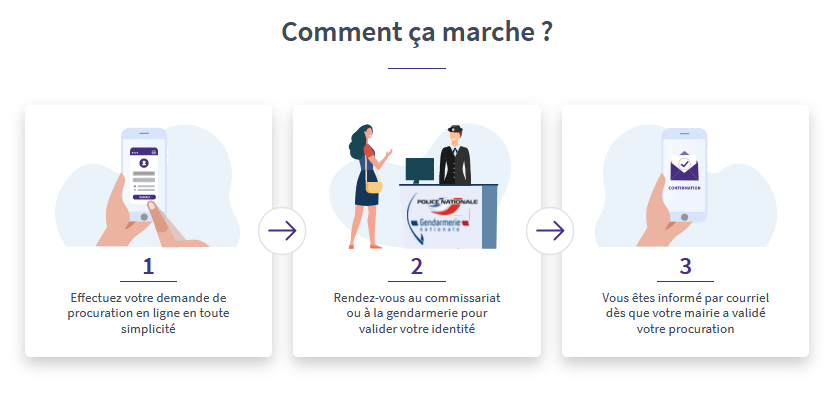 Comment ça marche ?
CONFIRMATION
POLICE NATIONALE
Gendarmerie
nationale
1
Effectuez votre demande de
procuration en ligne en toute
simplicité
2
Rendez-vous au commissariat
ou à la gendarmerie pour
valider votre identité
3
Vous êtes informé par courriel
dès que votre mairie a validé
votre procuration